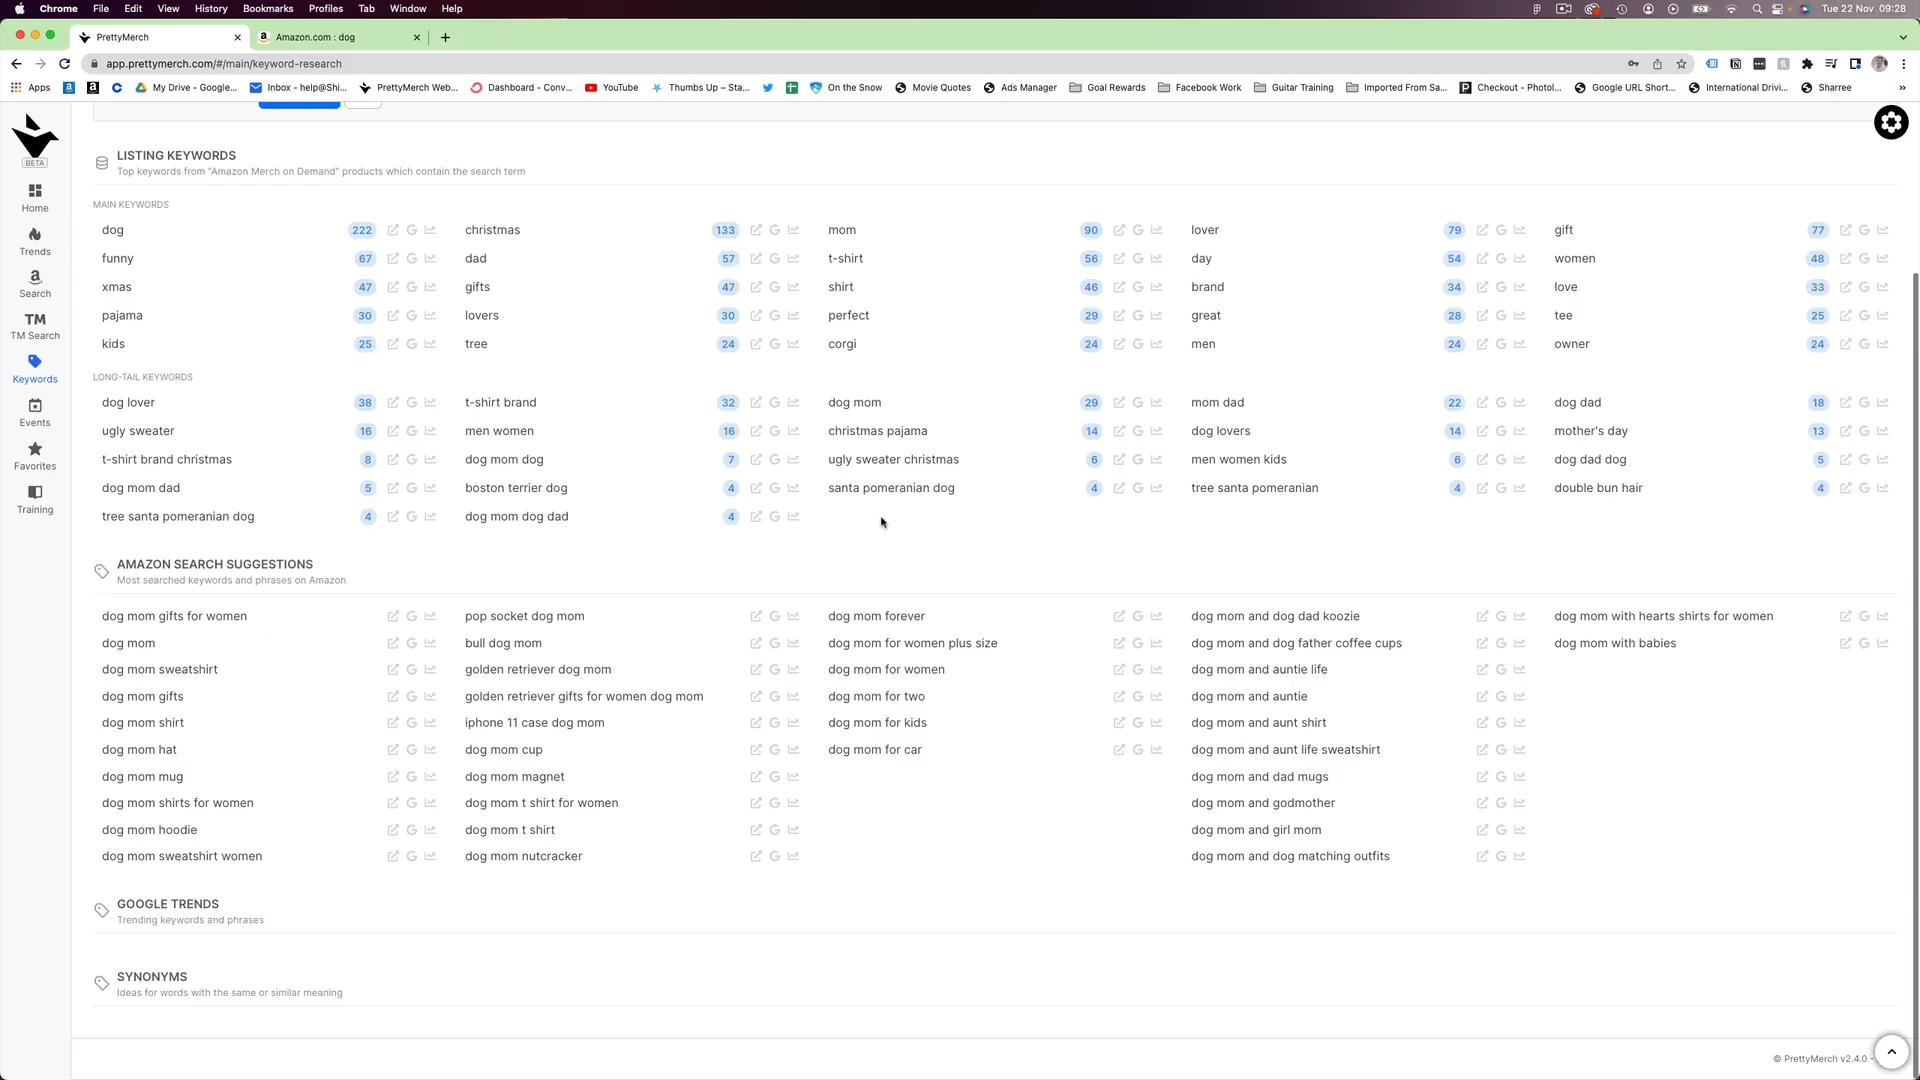 Chrome File Edit View History Bookmarks Profiles Tab Window Help Tue 22 Nov 09:28
PrettyMerch Amazon.com : dog
app.prettymerch.com/#/main/keyword-research
Apps My Drive - Google... Inbox - help@Shi... PrettyMerch Web... Dashboard - Conv... YouTube Thumbs Up – Sta... On the Snow Movie Quotes Ads Manager Goal Rewards Facebook Work Guitar Training Imported From Sa... Checkout - Photol... Google URL Short... International Drivi... Sharree
BETA
Home
Trends
Search
TM
TM Search
Keywords
Events
Favorites
Training
LISTING KEYWORDS
Top keywords from "Amazon Merch on Demand" products which contain the search term
MAIN KEYWORDS
dog 222 christmas 133 mom 90 lover 79 gift 77
funny 67 dad 57 t-shirt 56 day 54 women 48
xmas 47 gifts 47 shirt 46 brand 34 love 33
pajama 30 lovers 30 perfect 29 great 28 tee 25
kids 25 tree 24 corgi 24 men 24 owner 24
LONG-TAIL KEYWORDS
dog lover 38 t-shirt brand 32 dog mom 29 mom dad 22 dog dad 18
ugly sweater 16 men women 16 christmas pajama 14 dog lovers 14 mother's day 13
t-shirt brand christmas 8 dog mom dog 7 ugly sweater christmas 6 men women kids 6 dog dad dog 5
dog mom dad 5 boston terrier dog 4 santa pomeranian dog 4 tree santa pomeranian 4 double bun hair 4
tree santa pomeranian dog 4 dog mom dog dad 4
AMAZON SEARCH SUGGESTIONS
Most searched keywords and phrases on Amazon
dog mom gifts for women pop socket dog mom dog mom forever dog mom and dog dad koozie dog mom with hearts shirts for women
dog mom bull dog mom dog mom for women plus size dog mom and dog father coffee cups dog mom with babies
dog mom sweatshirt golden retriever dog mom dog mom for women dog mom and auntie life
dog mom gifts golden retriever gifts for women dog mom dog mom for two dog mom and auntie
dog mom shirt iphone 11 case dog mom dog mom for kids dog mom and aunt shirt
dog mom hat dog mom cup dog mom for car dog mom and aunt life sweatshirt
dog mom mug dog mom magnet dog mom and dad mugs
dog mom shirts for women dog mom t shirt for women dog mom and godmother
dog mom hoodie dog mom t shirt dog mom and girl mom
dog mom sweatshirt women dog mom nutcracker dog mom and dog matching outfits
GOOGLE TRENDS
Trending keywords and phrases
SYNONYMS
Ideas for words with the same or similar meaning
© PrettyMerch v2.4.0 -